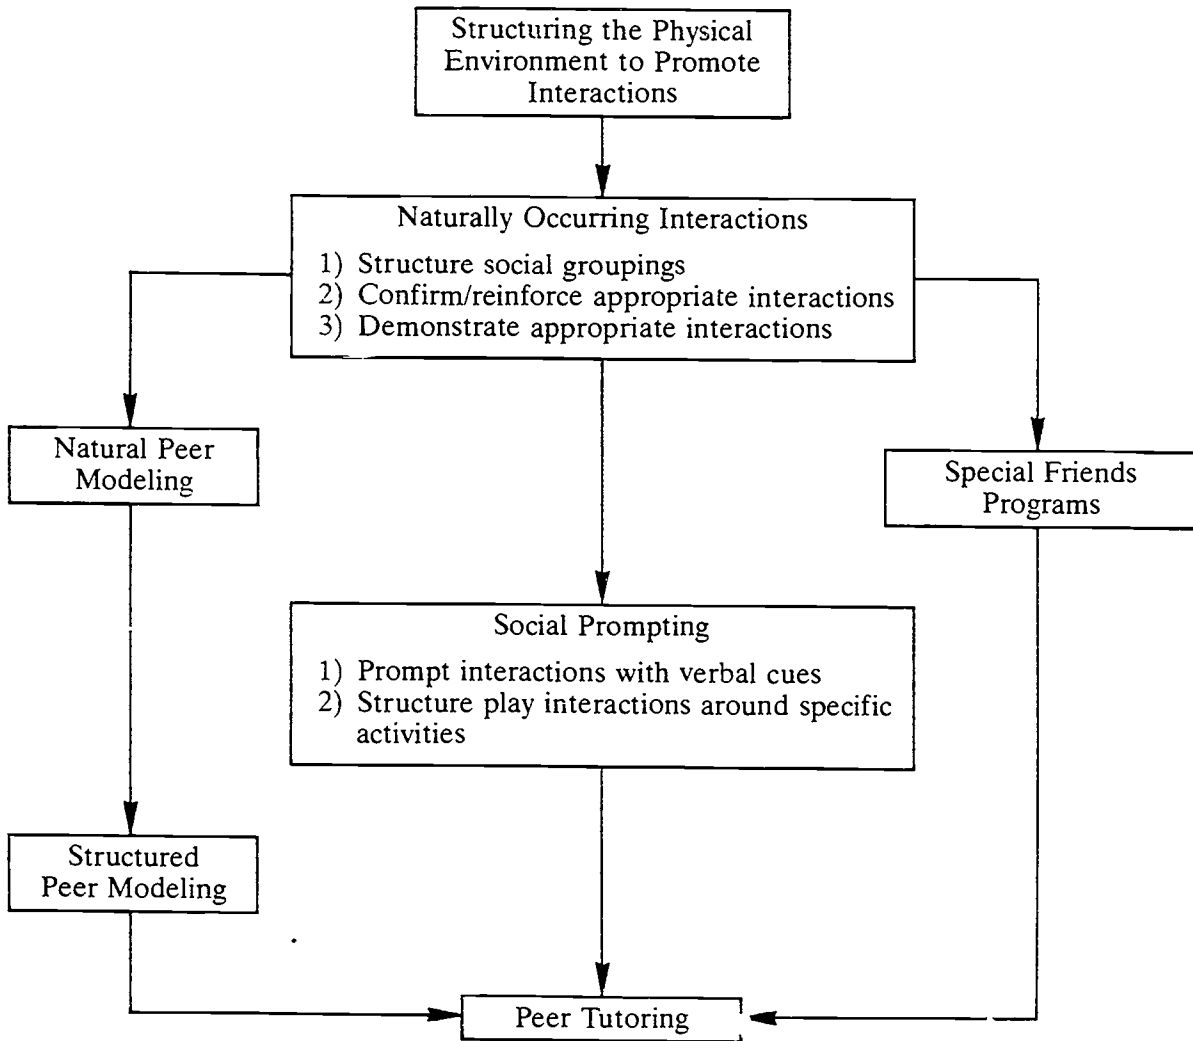 Structuring the Physical
Environment to Promote
Interactions
Naturally Occurring Interactions
1) Structure social groupings
2) Confirm/reinforce appropriate interactions
3) Demonstrate appropriate interactions
Natural Peer
Modeling
Special Friends
Programs
Social Prompting
1) Prompt interactions with verbal cues
2) Structure play interactions around specific
activities
Structured
Peer Modeling
Peer Tutoring